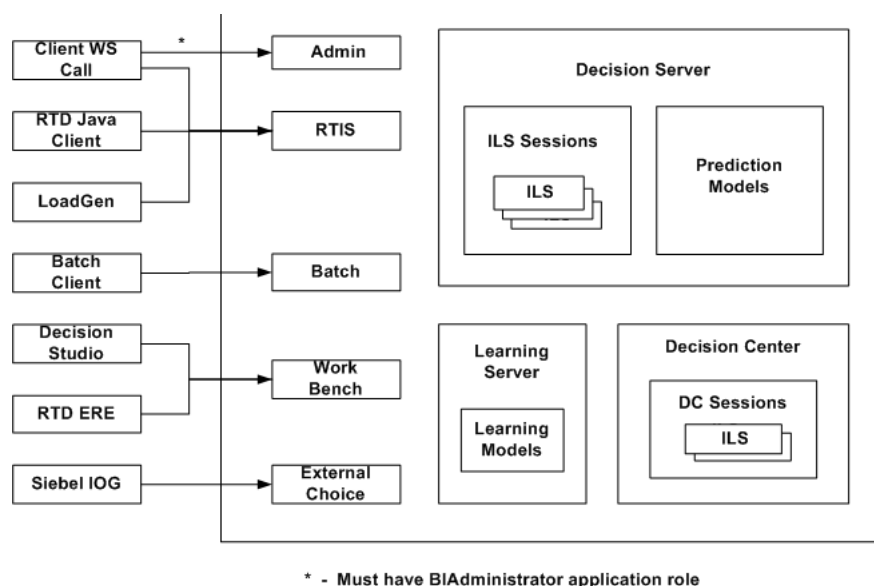 Client WS
Call
*
Admin
RTD Java
Client
RTIS
LoadGen
Batch
Client
Batch
Decision
Studio
Work
Bench
RTD ERE
Siebel IOG
External
Choice
Decision Server
ILS Sessions
ILS
Prediction
Models
Learning
Server
Learning
Models
Decision Center
DC Sessions
ILS
* - Must have BIAdministrator application role